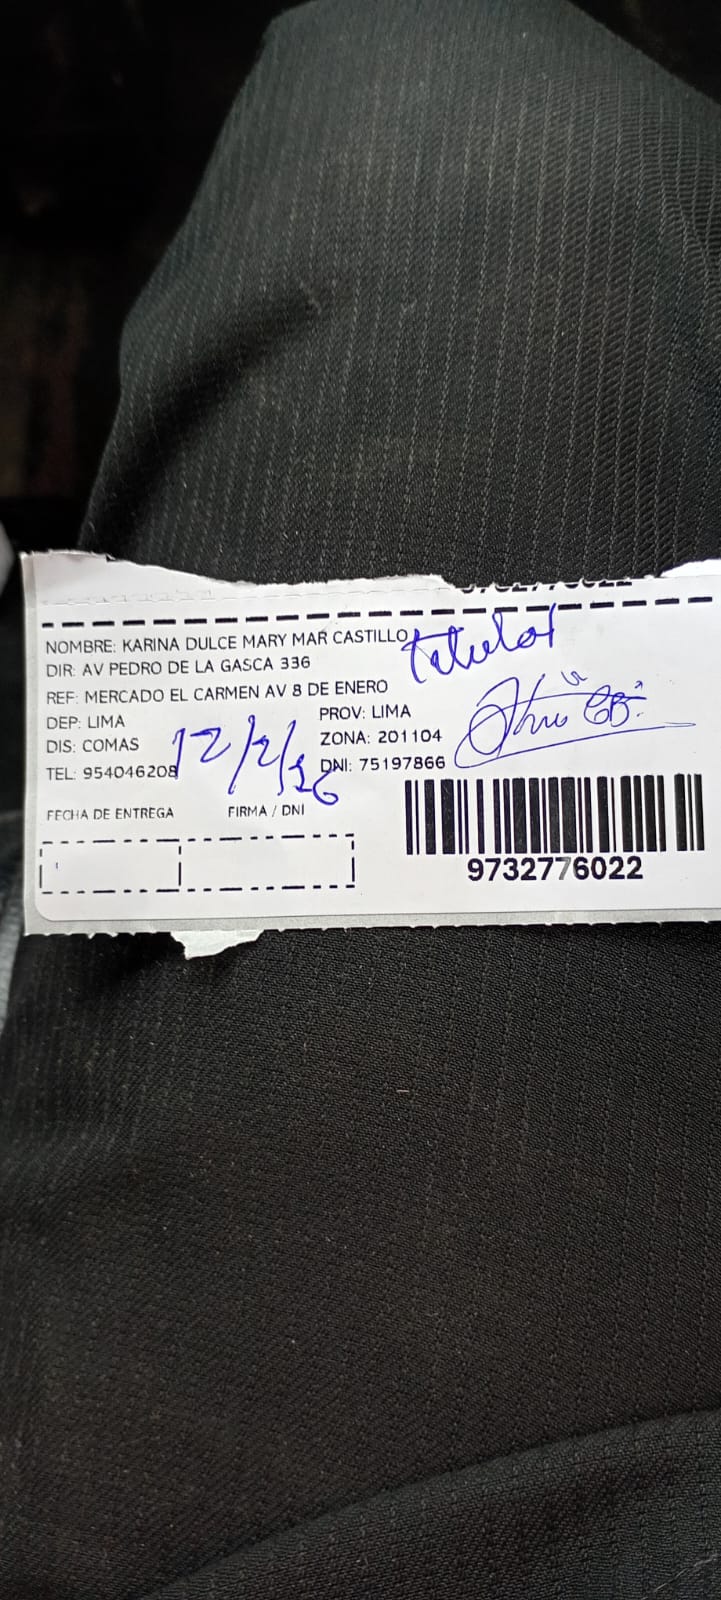 NOMBRE: KARINA DULCE MARY MAR CASTILLO
titular
DIR: AV PEDRO DE LA GASCA 336
REF: MERCADO EL CARMEN AV 8 DE ENERO
DEP: LIMA PROV: LIMA
DIS: COMAS ZONA: 201104
TEL: 954046208 DNI: 75197866
12/2/26
FECHA DE ENTREGA FIRMA / DNI
9732776022